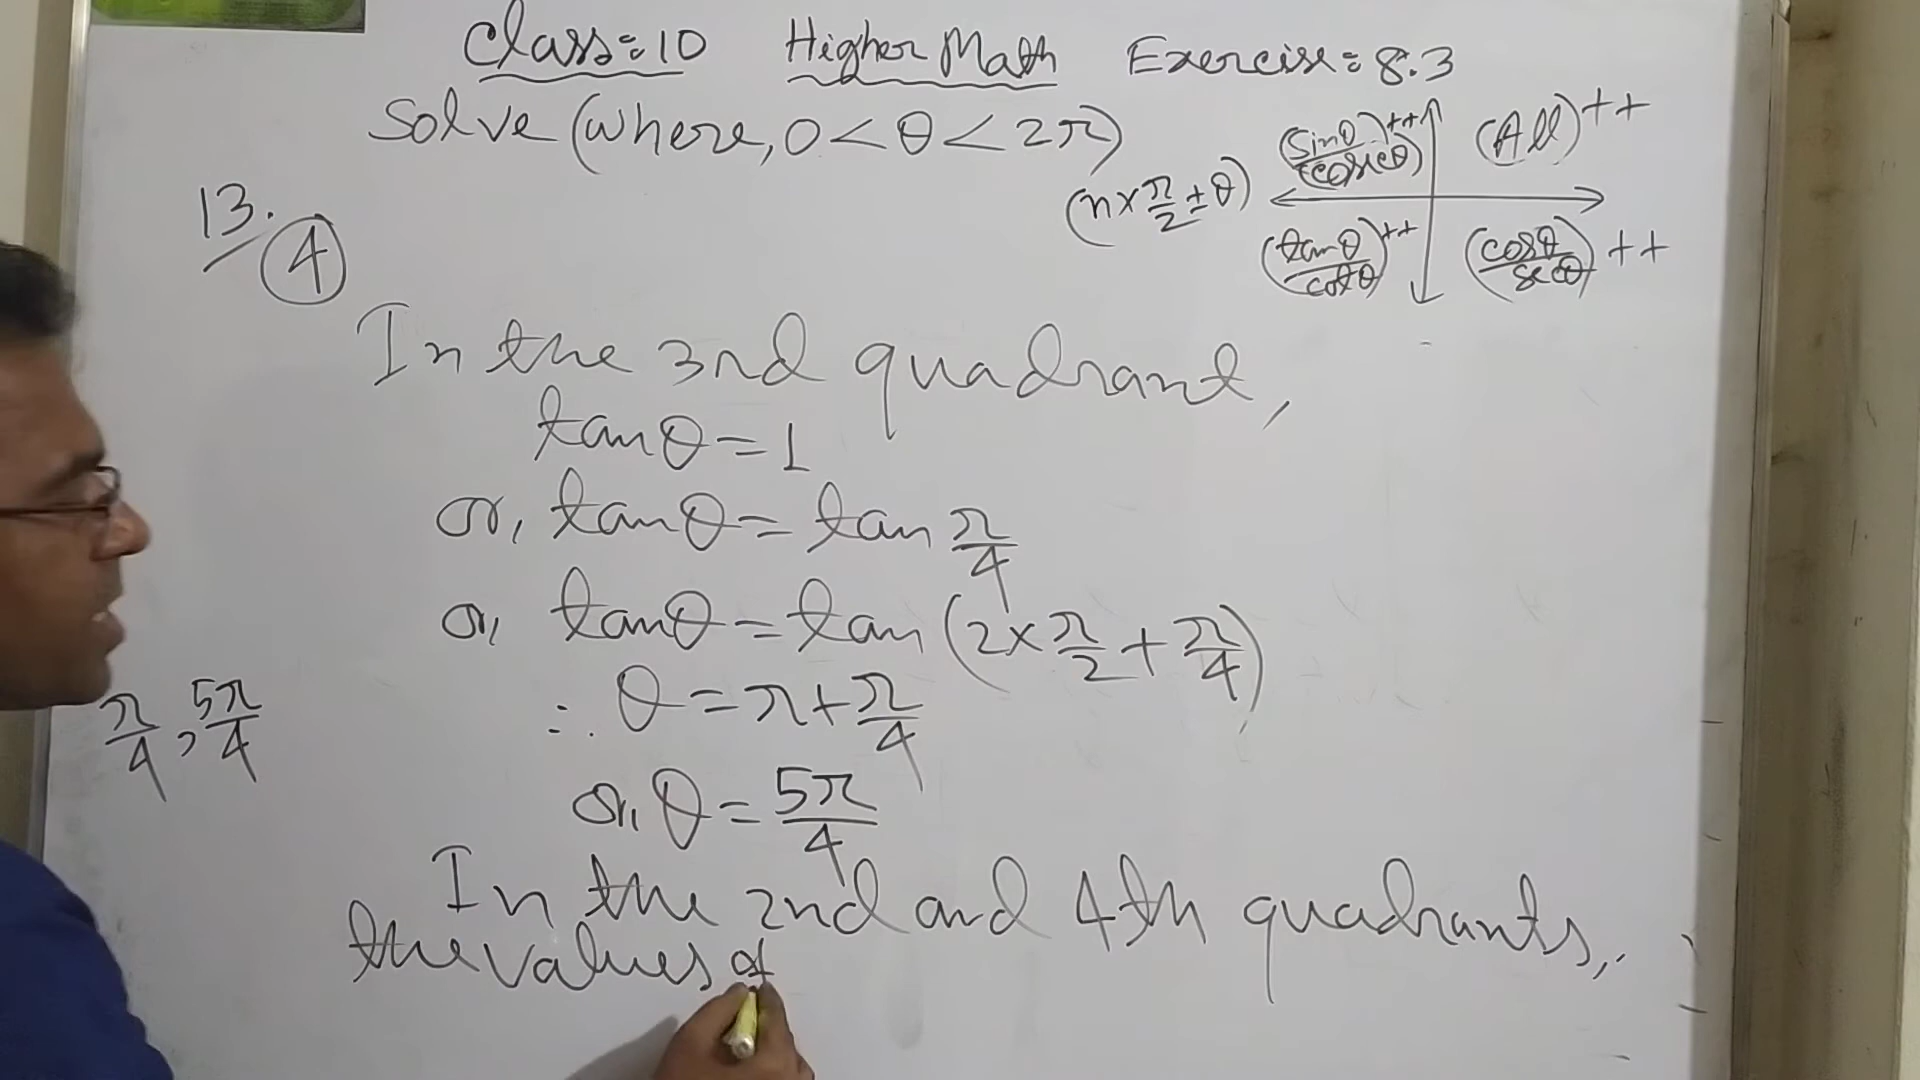 Class:10 Higher Math Exercise: 8.3
Solve (Where, 0 < θ < 2π)
(sinθ/cosecθ)++ (All)++
(n×π/2 ± θ)
(tanθ/cotθ)++ (cosθ/secθ)++
13. 4
In the 3rd quadrant,
tanθ = 1
or, tanθ = tan π/4
or, tanθ = tan (2×π/2 + π/4)
∴ θ = π + π/4
π/4, 5π/4
or, θ = 5π/4
In the 2nd and 4th quadrants,
the values of